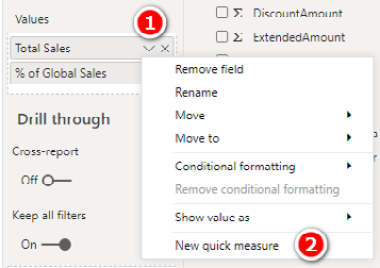 Values
1
Total Sales
% of Global Sales
Drill through
Cross-report
Off
Keep all filters
On
Σ DiscountAmount
Σ ExtendedAmount
Remove field
Rename
Move
Move to
Conditional formatting
Remove conditional formatting
Show value as
New quick measure
2